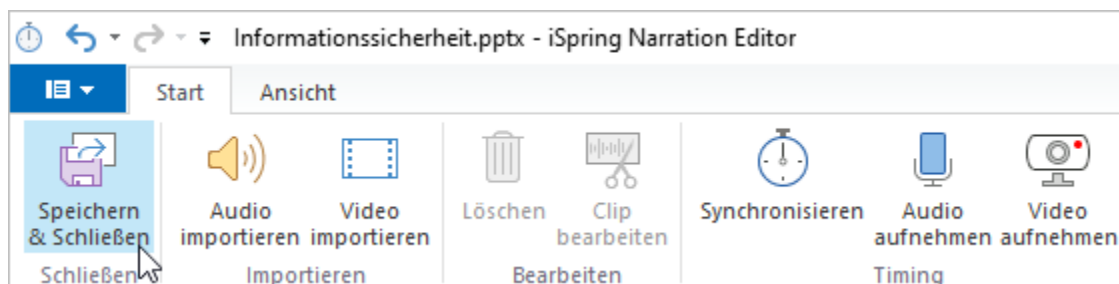 Informationssicherheit.pptx - iSpring Narration Editor
Start Ansicht
Speichern & Schließen
Audio importieren
Video importieren
Löschen
Clip bearbeiten
Synchronisieren
Audio aufnehmen
Video aufnehmen
Schließen Importieren Bearbeiten Timing